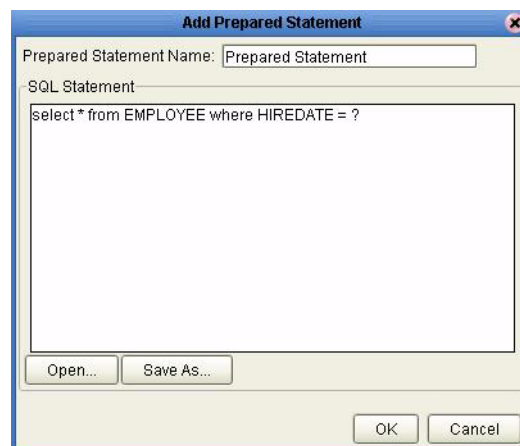 Add Prepared Statement
Prepared Statement Name: Prepared Statement
SQL Statement
select * from EMPLOYEE where HIREDATE = ?
Open... Save As...
OK Cancel